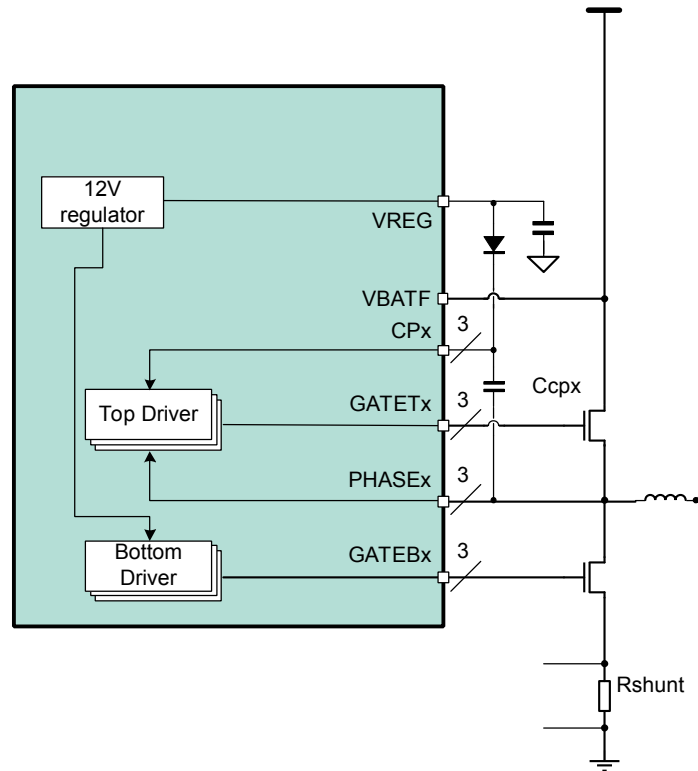 12V
regulator
VREG
VBATF
CPx
3
Top Driver
GATETx
3
Ccpx
PHASEx
3
Bottom
Driver
GATEBx
3
Rshunt